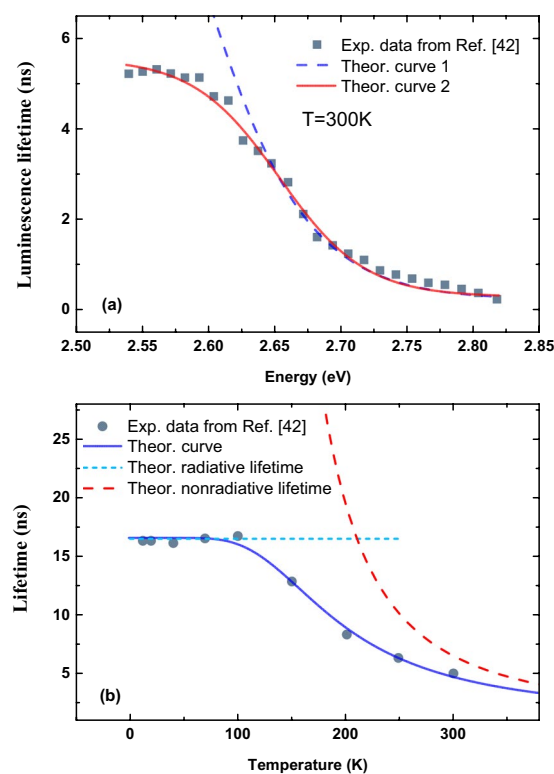 6
4
2
0
Luminescence lifetime (ns)
Exp. data from Ref. [42]
Theor. curve 1
Theor. curve 2
T=300K
(a)
2.50 2.55 2.60 2.65 2.70 2.75 2.80 2.85
Energy (eV)
25
20
15
10
5
Lifetime (ns)
Exp. data from Ref. [42]
Theor. curve
Theor. radiative lifetime
Theor. nonradiative lifetime
(b)
0 100 200 300
Temperature (K)